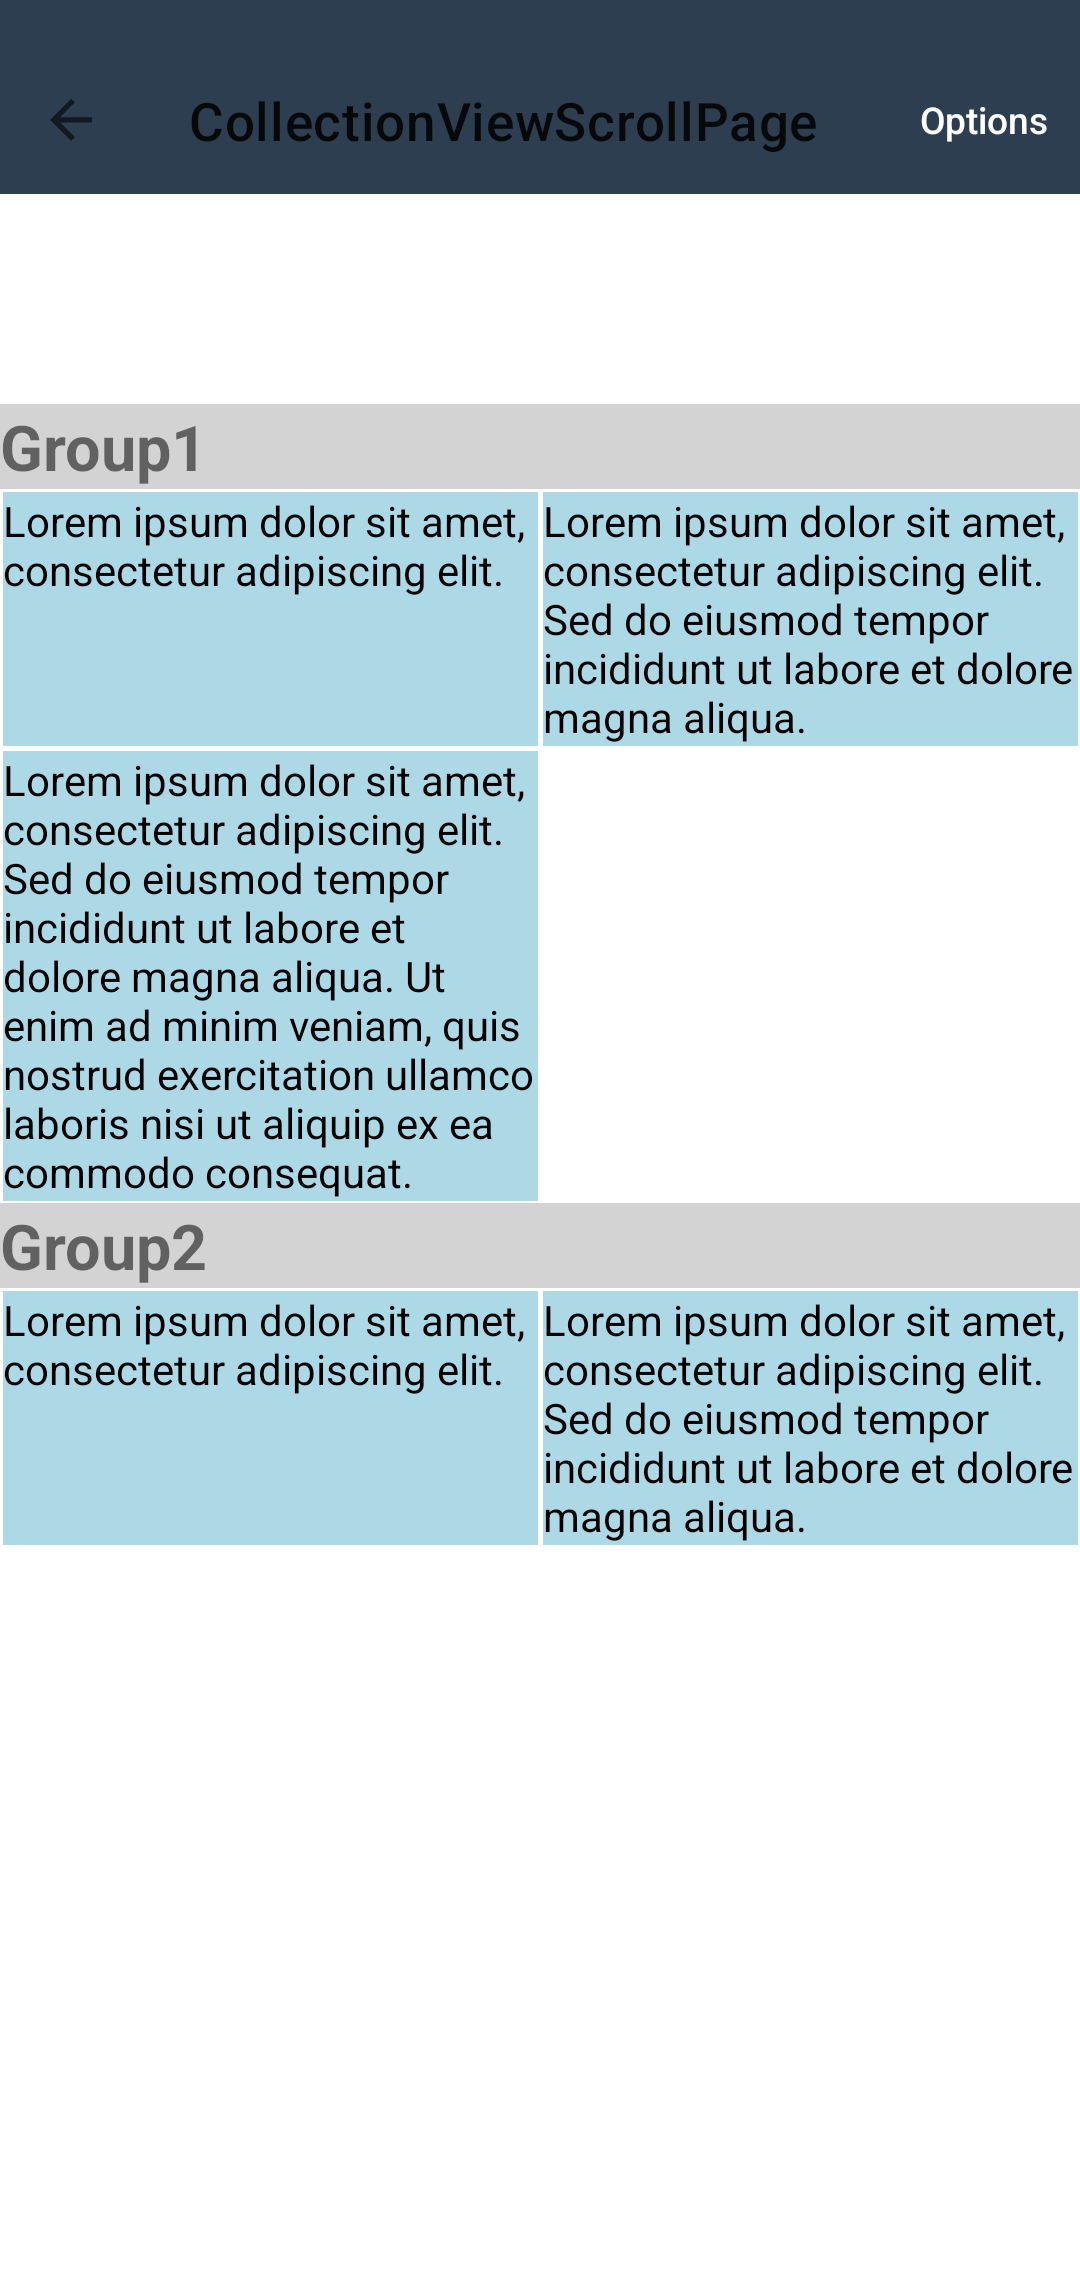 CollectionViewScrollPage
Options
Group1
Lorem ipsum dolor sit amet,
consectetur adipiscing elit.
Lorem ipsum dolor sit amet,
consectetur adipiscing elit.
Sed do eiusmod tempor
incididunt ut labore et dolore
magna aliqua.
Lorem ipsum dolor sit amet,
consectetur adipiscing elit.
Sed do eiusmod tempor
incididunt ut labore et
dolore magna aliqua. Ut
enim ad minim veniam, quis
nostrud exercitation ullamco
laboris nisi ut aliquip ex ea
commodo consequat.
Group2
Lorem ipsum dolor sit amet,
consectetur adipiscing elit.
Lorem ipsum dolor sit amet,
consectetur adipiscing elit.
Sed do eiusmod tempor
incididunt ut labore et dolore
magna aliqua.